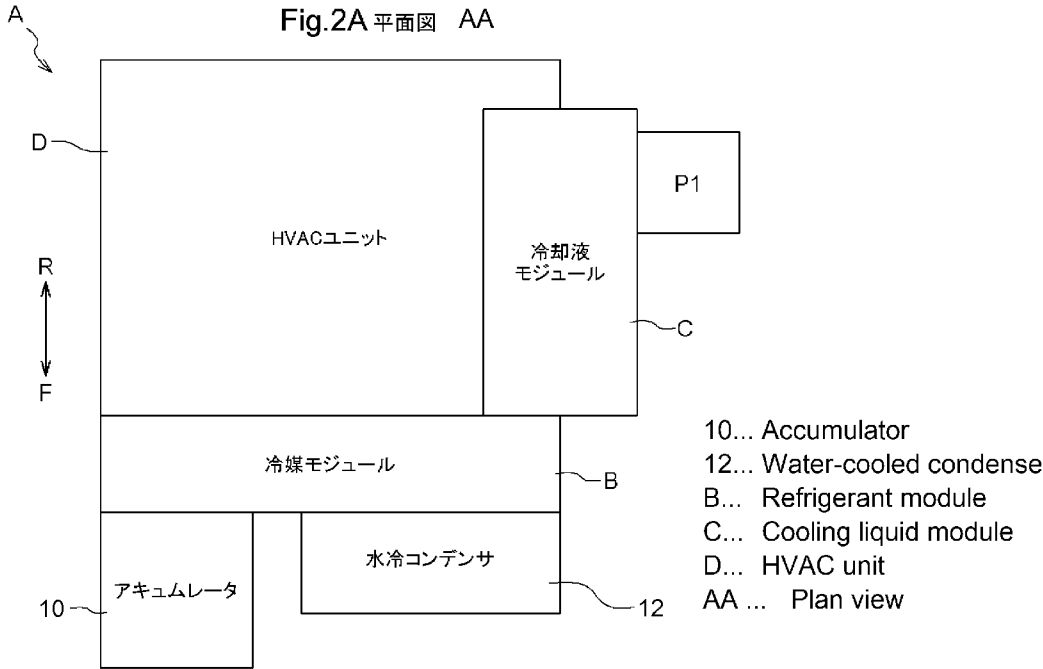 A
Fig.2A 平面図 AA
D
P1
HVACユニット
冷却液
モジュール
R
C
F
10... Accumulator
冷媒モジュール
12... Water-cooled condense
B
B... Refrigerant module
C... Cooling liquid module
水冷コンデンサ
D... HVAC unit
アキュムレータ
10
12
AA ... Plan view